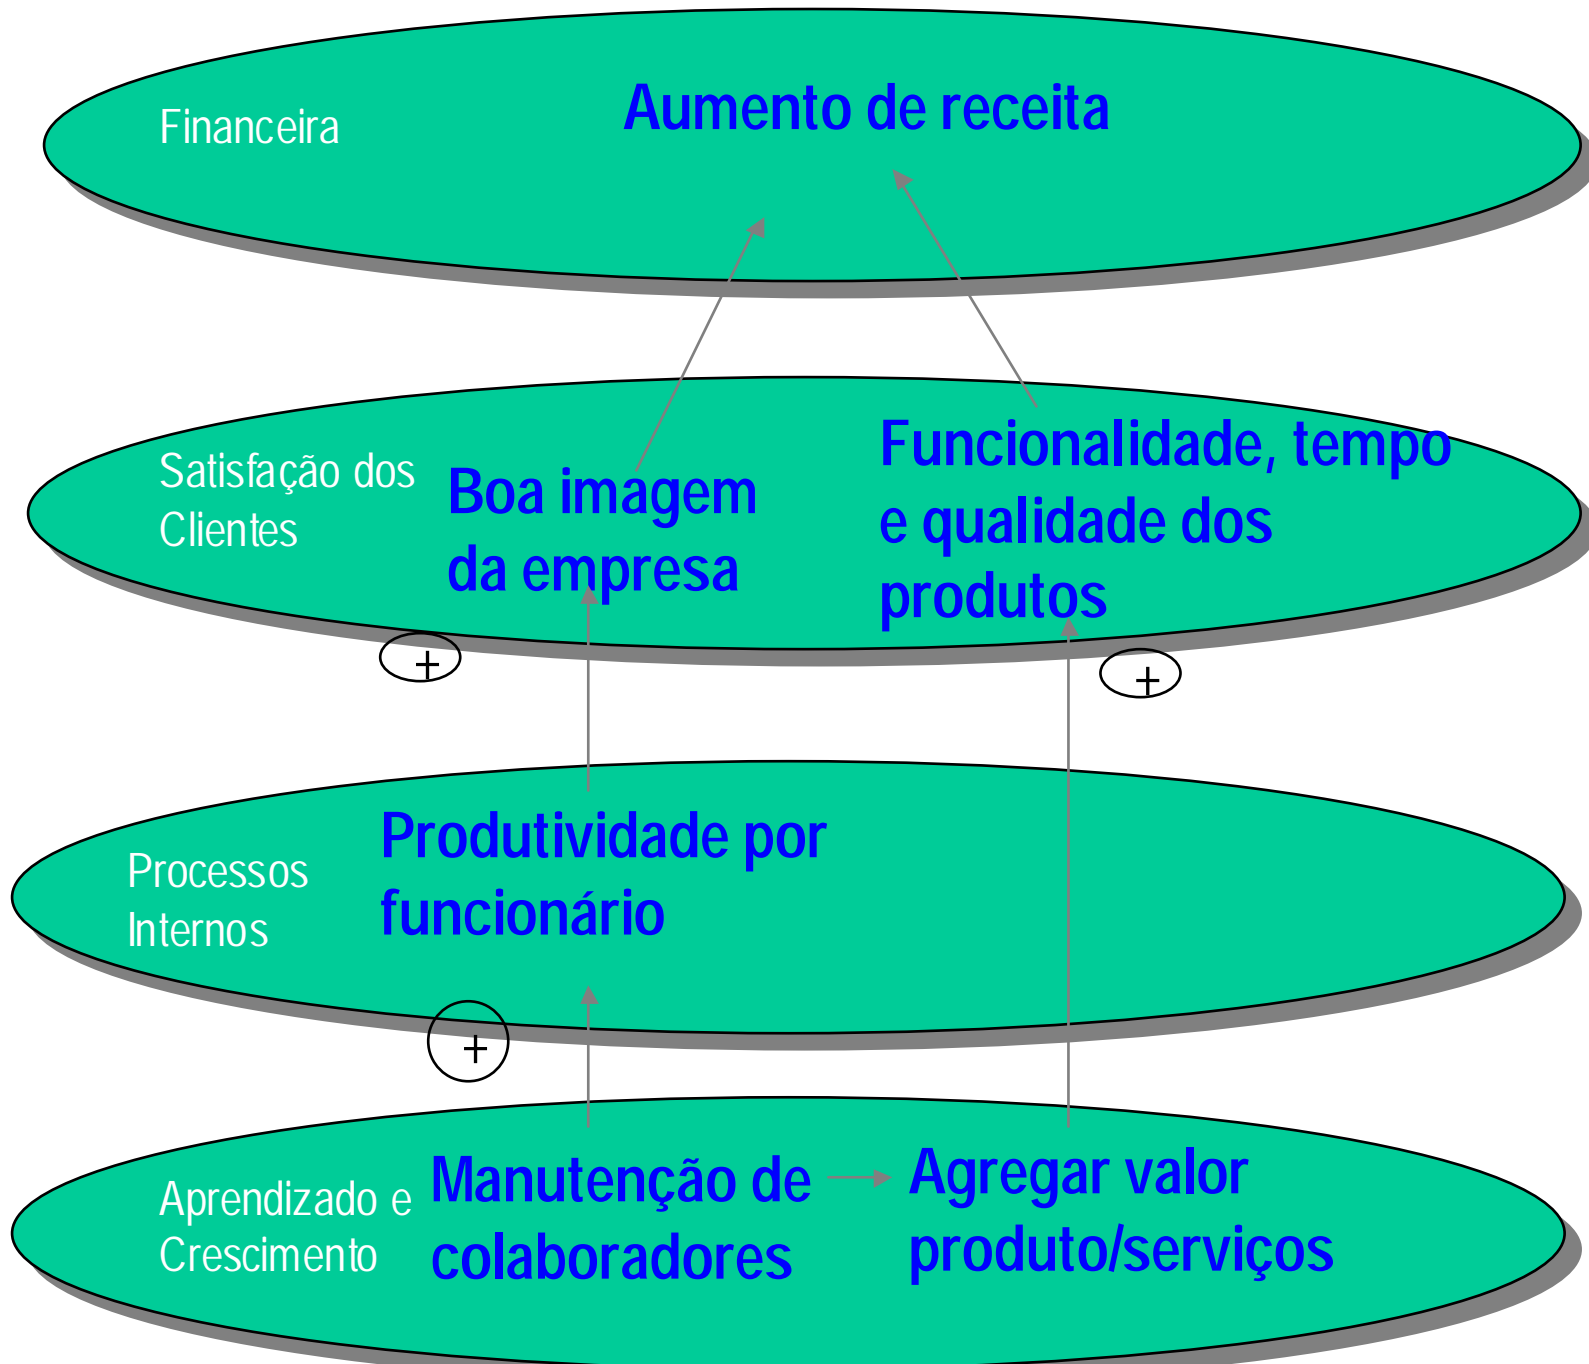 Financeira
Aumento de receita
Satisfação dos
Clientes
Boa imagem
da empresa
Funcionalidade, tempo
e qualidade dos
produtos
+
+
Processos
Internos
Produtividade por
funcionário
+
Aprendizado e
Crescimento
Manutenção de
colaboradores
Agregar valor
produto/serviços